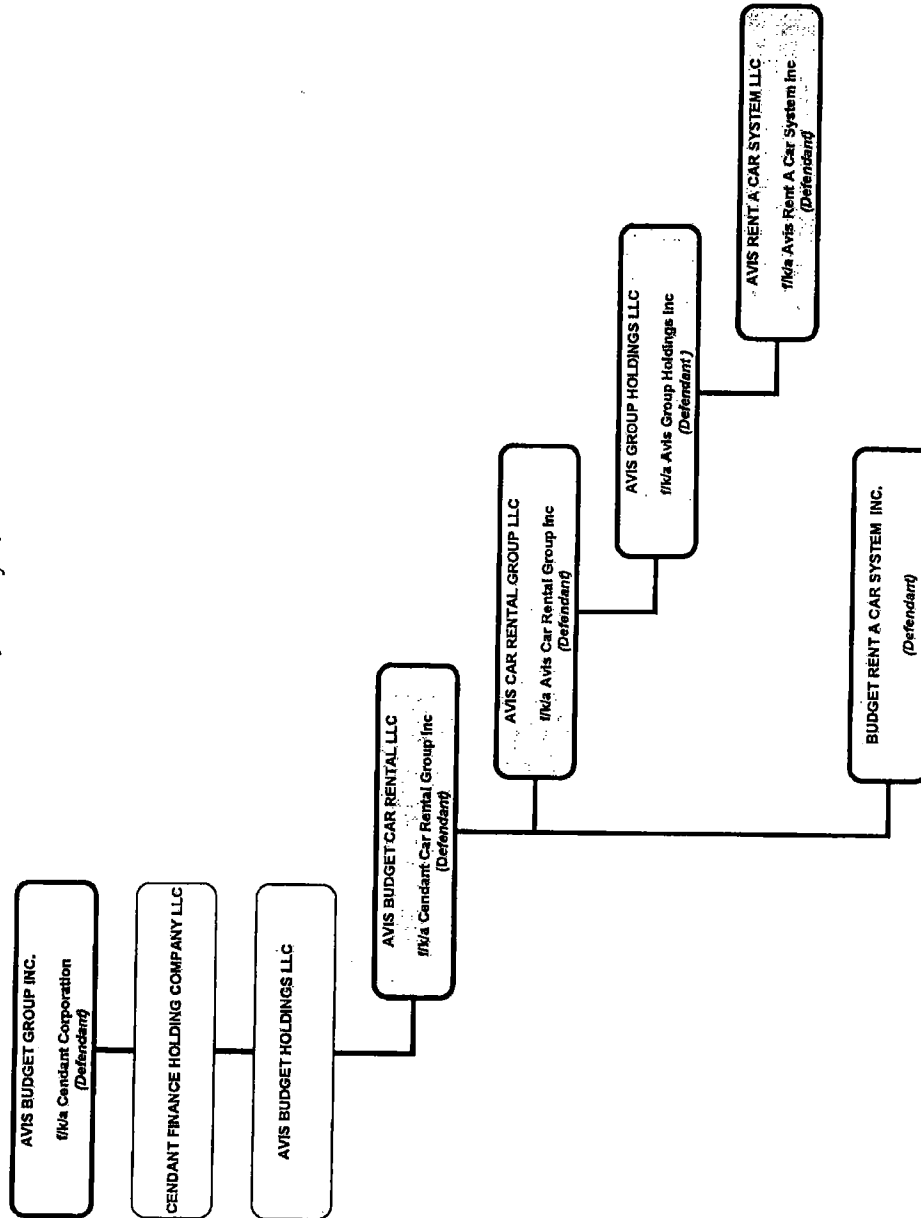 AVIS BUDGET GROUP INC.
f/k/a Cendant Corporation
(Defendant)
CENDANT FINANCE HOLDING COMPANY LLC
AVIS BUDGET HOLDINGS LLC
AVIS BUDGET CAR RENTAL LLC
f/k/a Cendant Car Rental Group Inc
(Defendant)
AVIS CAR RENTAL GROUP LLC
f/k/a Avis Car Rental Group Inc
(Defendant)
AVIS GROUP HOLDINGS LLC
f/k/a Avis Group Holdings Inc
(Defendant)
AVIS RENT A CAR SYSTEM LLC
f/k/a Avis Rent A Car System Inc
(Defendant)
BUDGET RENT A CAR SYSTEM INC.
(Defendant)